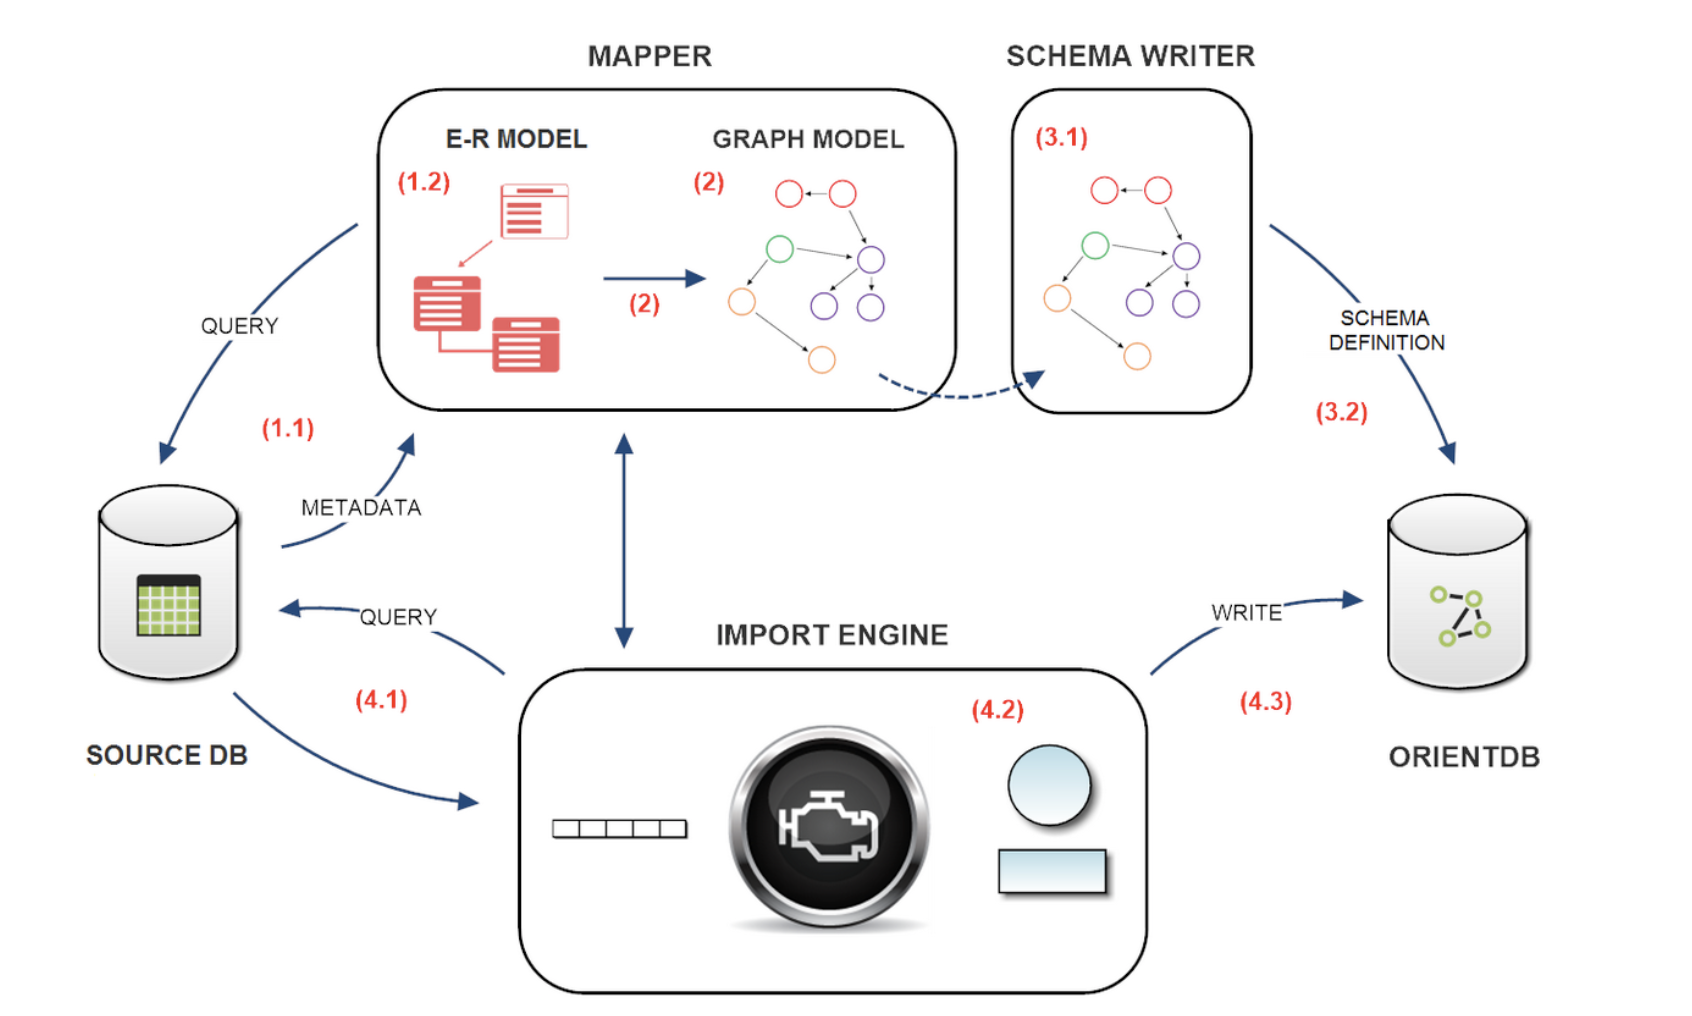 MAPPER
SCHEMA WRITER
E-R MODEL
GRAPH MODEL
(3.1)
(1.2)
(2)
(2)
QUERY
SCHEMA
DEFINITION
(1.1)
(3.2)
METADATA
QUERY
WRITE
IMPORT ENGINE
(4.1)
(4.2)
(4.3)
SOURCE DB
ORIENTDB